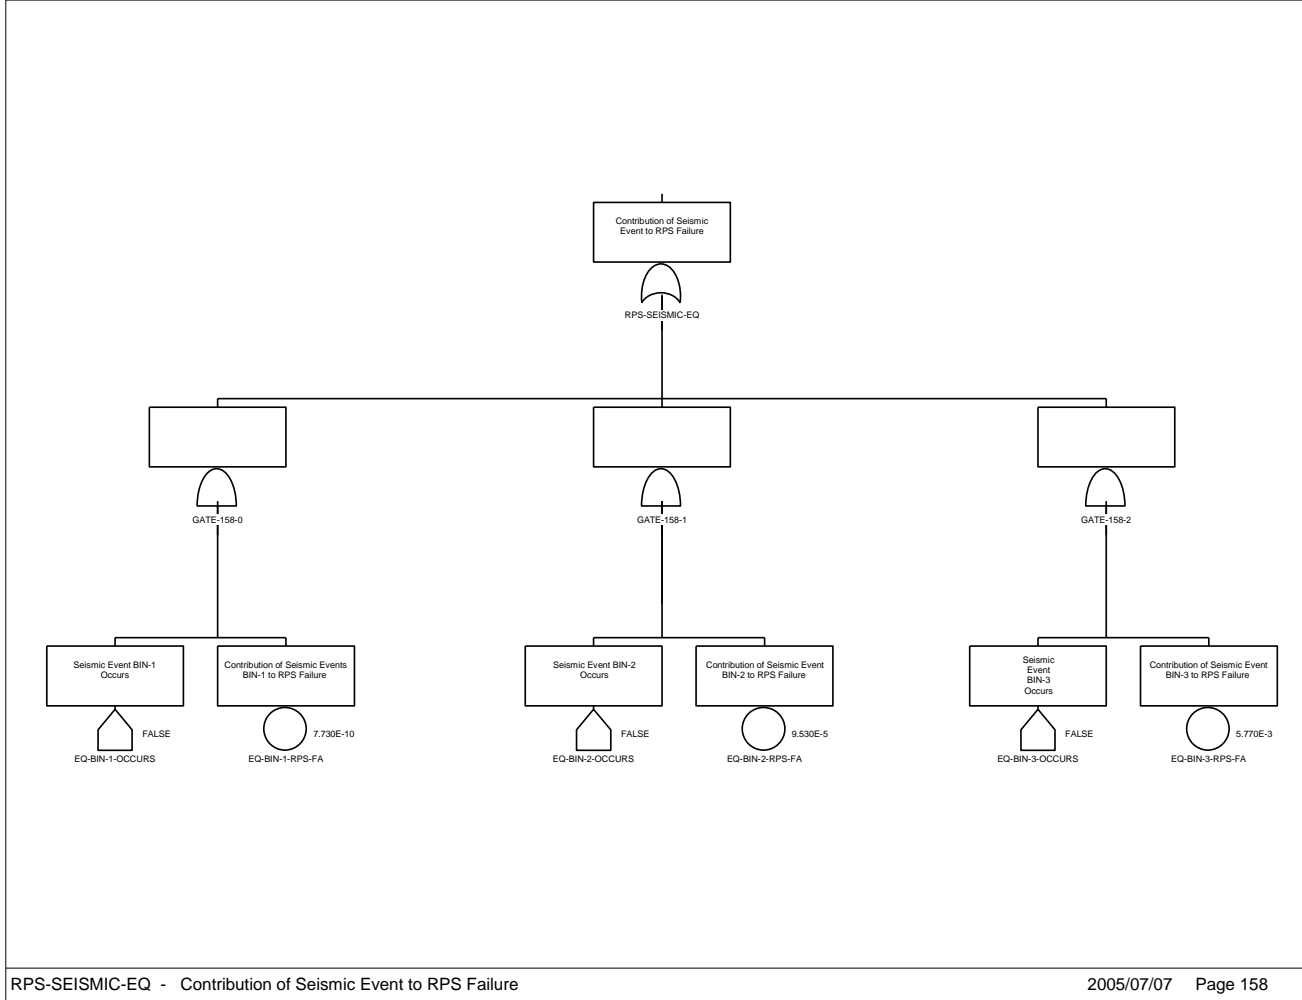 Contribution of Seismic
Event to RPS Failure
RPS-SEISMIC-EQ
GATE-158-0
GATE-158-1
GATE-158-2
Seismic Event BIN-1
Occurs
FALSE
EQ-BIN-1-OCCURS
Contribution of Seismic Events
BIN-1 to RPS Failure
7.730E-10
EQ-BIN-1-RPS-FA
Seismic Event BIN-2
Occurs
FALSE
EQ-BIN-2-OCCURS
Contribution of Seismic Event
BIN-2 to RPS Failure
9.530E-5
EQ-BIN-2-RPS-FA
Seismic
Event
BIN-3
Occurs
FALSE
EQ-BIN-3-OCCURS
Contribution of Seismic Event
BIN-3 to RPS Failure
5.770E-3
EQ-BIN-3-RPS-FA
RPS-SEISMIC-EQ - Contribution of Seismic Event to RPS Failure 2005/07/07 Page 158